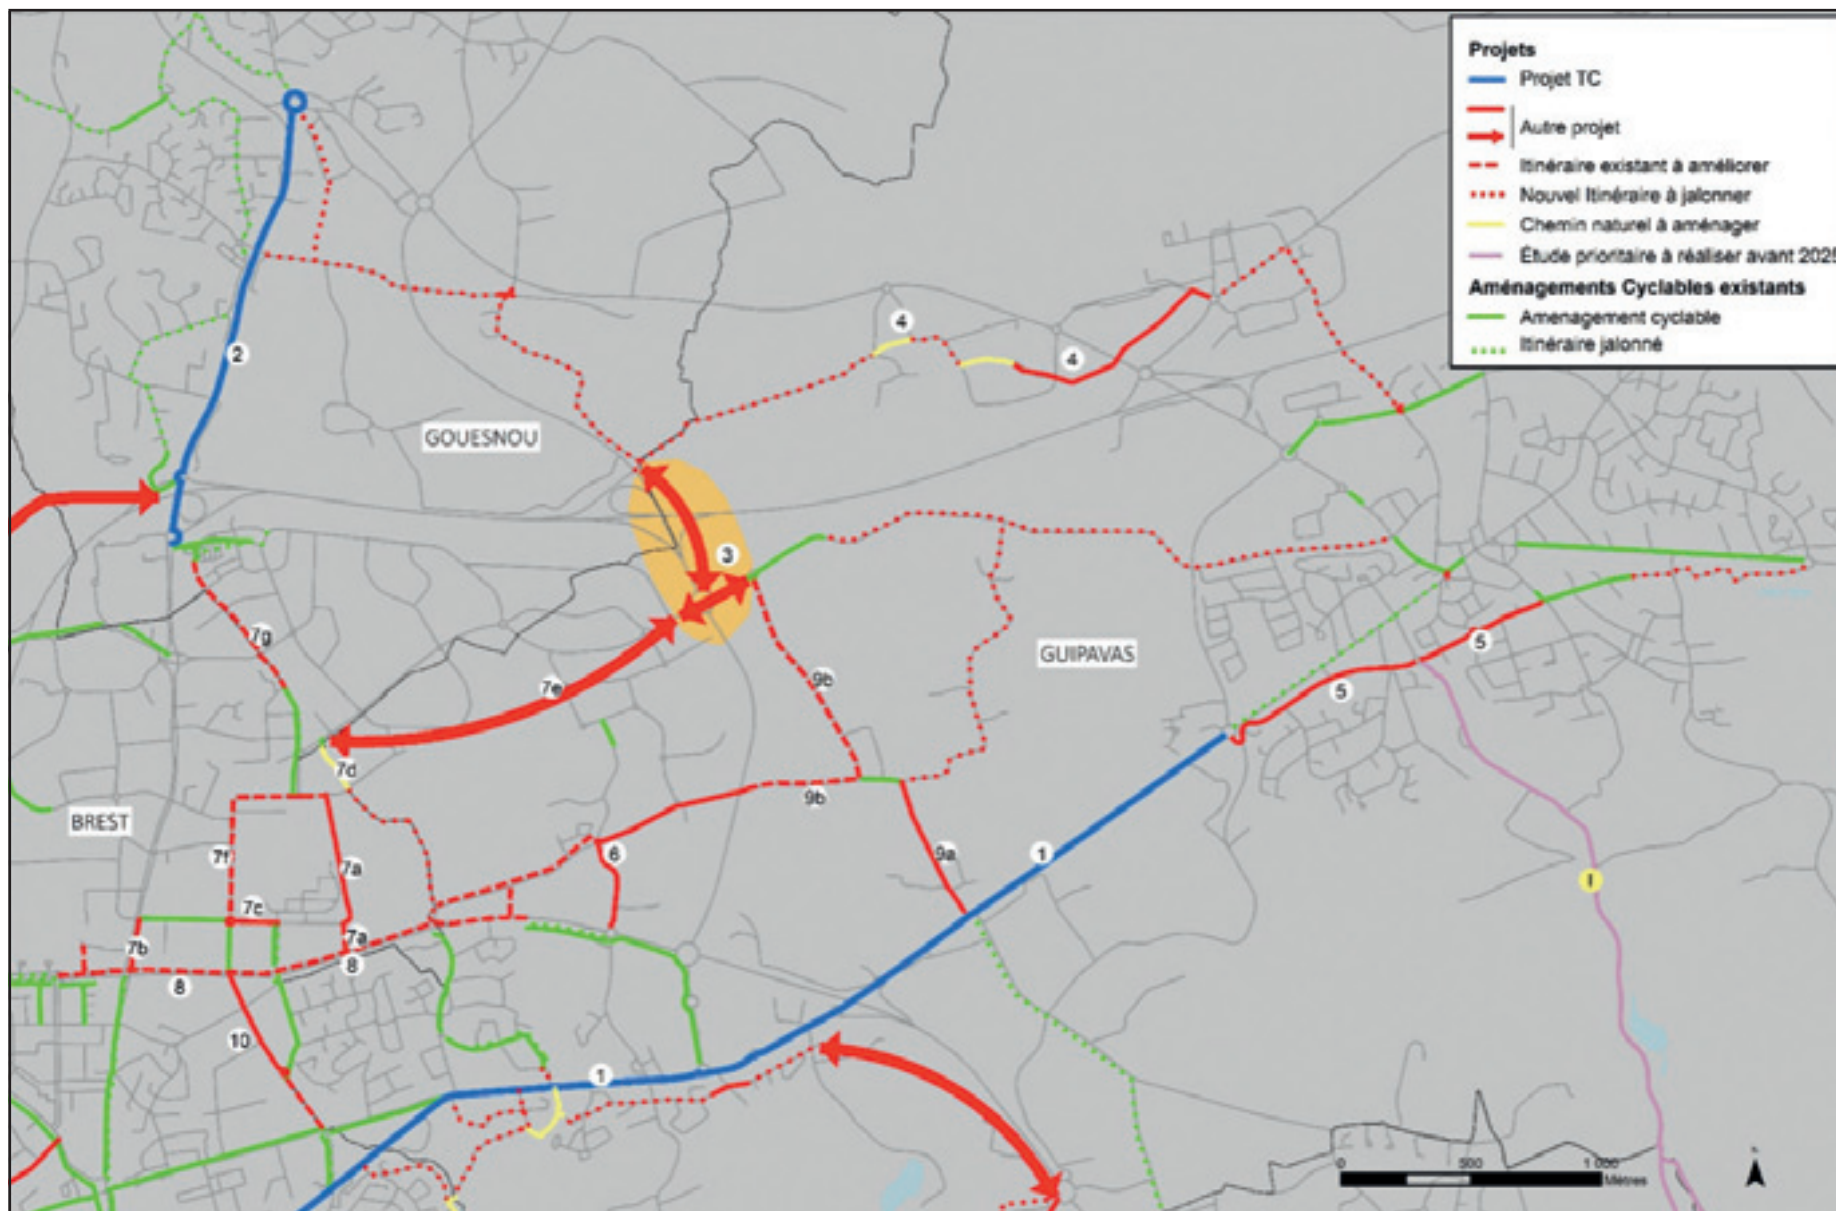 Projets
Projet TC
Autre projet
Itinéraire existant à améliorer
Nouvel Itinéraire à jalonner
Chemin naturel à aménager
Étude prioritaire à réaliser avant 2025
Aménagements Cyclables existants
Amenagement cyclable
Itinéraire jalonné
2
4
4
GOUESNOU
3
7g
GUIPAVAS
5
5
7e
9b
7d
9b
BREST
7f
7a
6
9a
1
I
7c
7b
7a
8
8
10
1
0 500 1 000
Mètres
N